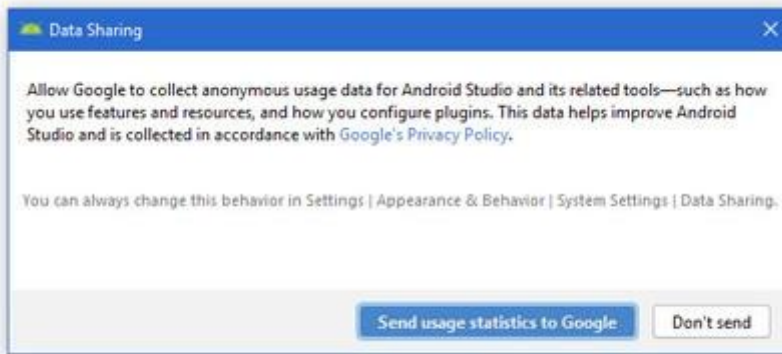 Data Sharing
Allow Google to collect anonymous usage data for Android Studio and its related tools—such as how
you use features and resources, and how you configure plugins. This data helps improve Android
Studio and is collected in accordance with Google's Privacy Policy.
You can always change this behavior in Settings | Appearance & Behavior | System Settings | Data Sharing.
Send usage statistics to Google
Don't send